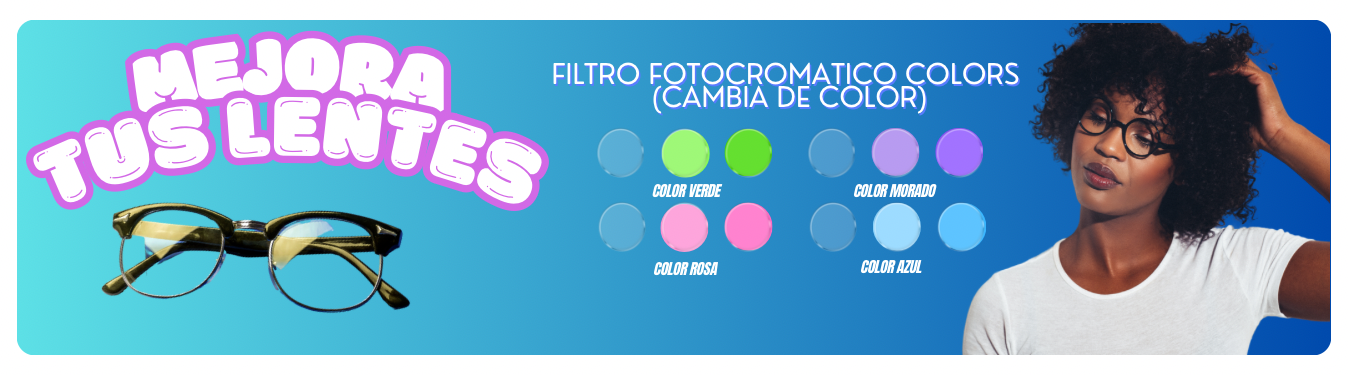 MEJORA
TUS LENTES
FILTRO FOTOCROMATICO COLORS
(CAMBIA DE COLOR)
COLOR VERDE
COLOR MORADO
COLOR ROSA
COLOR AZUL